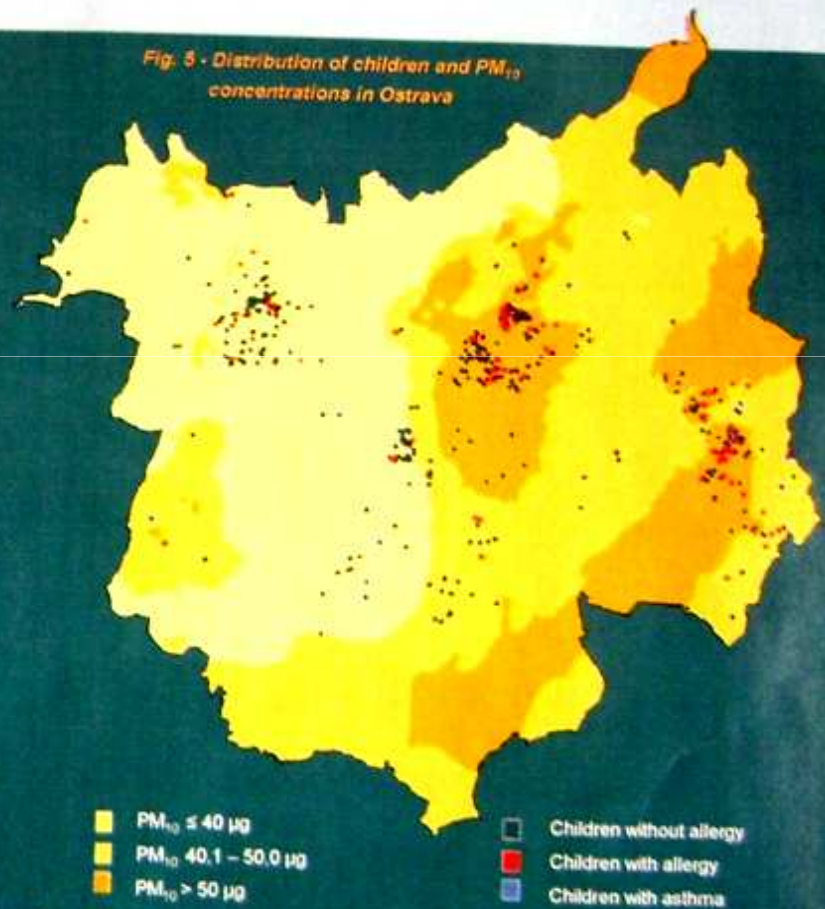 Fig. 5 - Distribution of children and PM₁₀
concentrations in Ostrava
PM₁₀ ≤ 40 µg
PM₁₀ 40,1 – 50,0 µg
PM₁₀ > 50 µg
Children without allergy
Children with allergy
Children with asthma